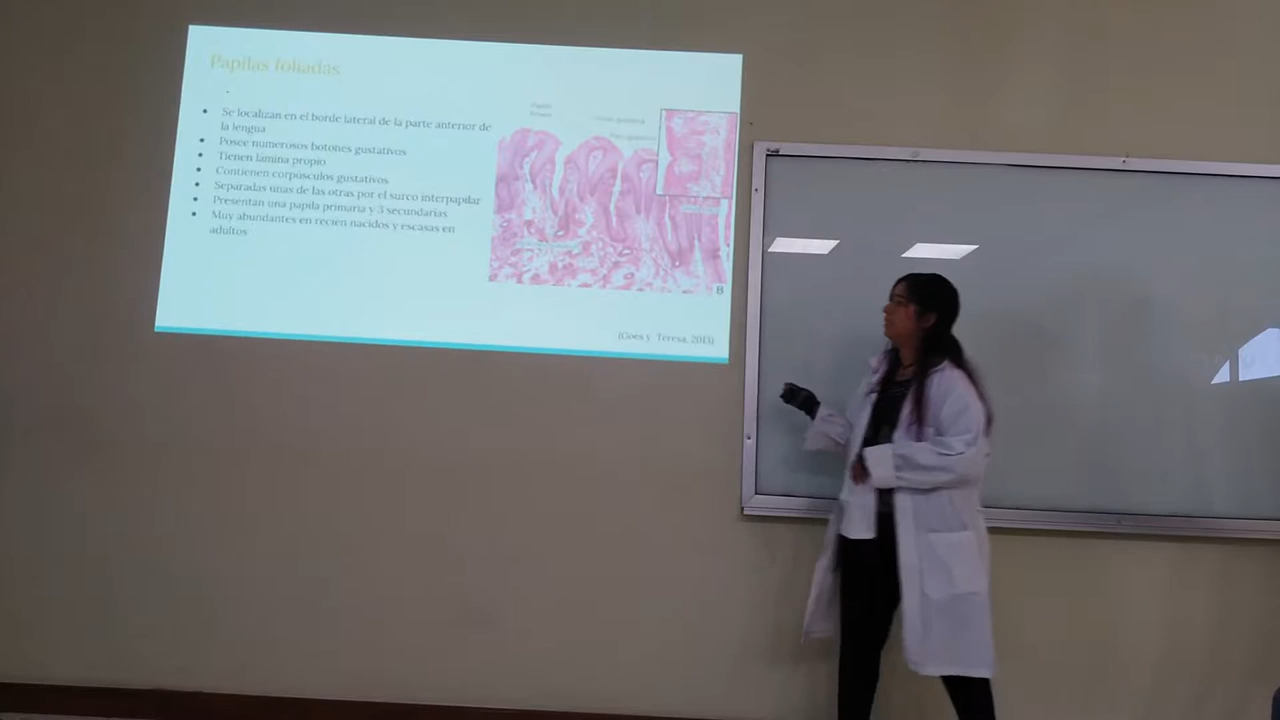 Papilas foliadas
Se localizan en el borde lateral de la parte anterior de
la lengua
Posee numerosos botones gustativos
Tienen lámina propio
Contienen corpúsculos gustativos
Separadas unas de las otras por el surco interpapilar
Presentan una papila primaria y 3 secundarias
Muy abundantes en recién nacidos y escasas en
adultos
B
(Goes y Teresa, 2013)